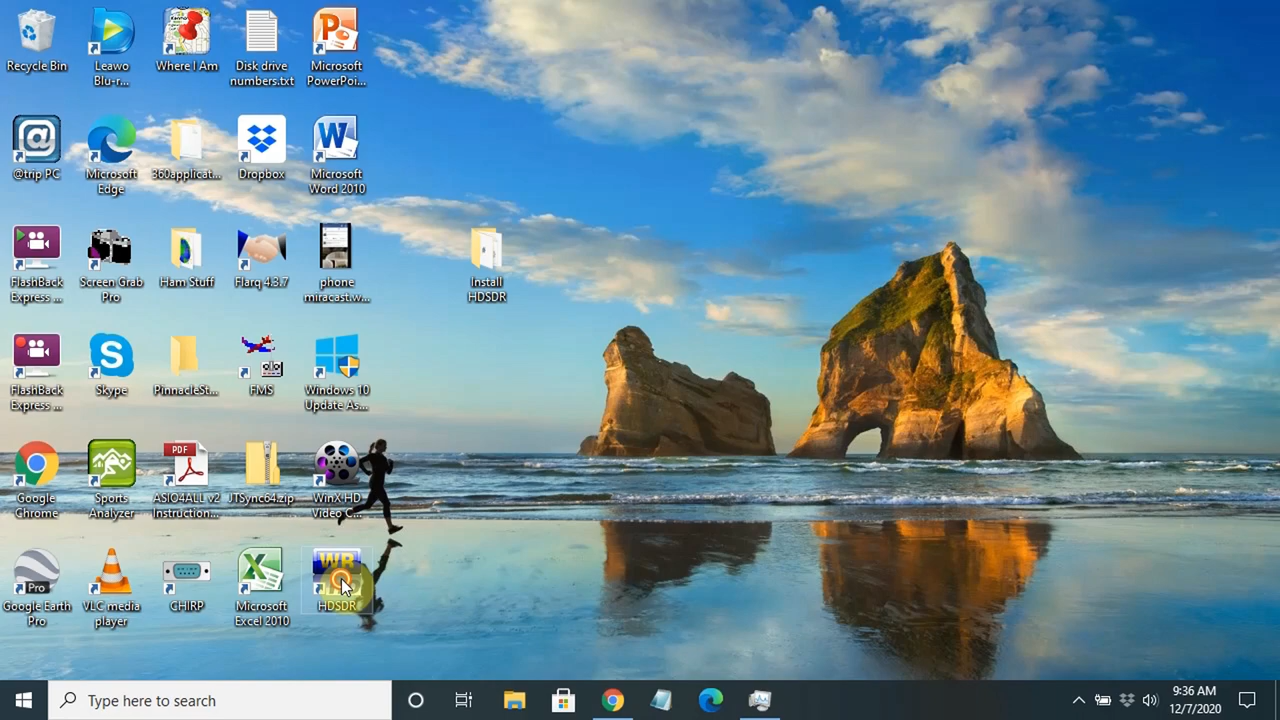 Recycle Bin
Leawo
Blu-r...
Where I Am
Disk drive
numbers.txt
Microsoft
PowerPoi...
@trip PC
Microsoft
Edge
360applicat...
Dropbox
Microsoft
Word 2010
FlashBack
Express ...
Screen Grab
Pro
Ham Stuff
Flarq 4.3.7
phone
miracast.w...
Install
HDSDR
FlashBack
Express ...
Skype
PinnacleSt...
FMS
Windows 10
Update As...
Google
Chrome
Sports
Analyzer
PDF
ASIO4ALL v2
Instruction...
JTSync64.zip
WinX HD
Video C...
Pro
Google Earth
Pro
VLC media
player
CHIRP
Microsoft
Excel 2010
HDSDR
Type here to search
9:36 AM
12/7/2020